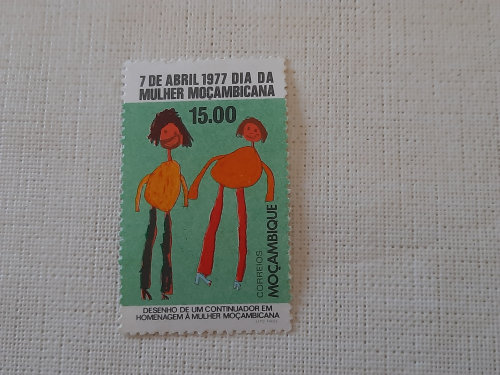 7 DE ABRIL 1977 DIA DA
MULHER MOÇAMBICANA
15.00
CORREIOS
MOÇAMBIQUE
DESENHO DE UM CONTINUADOR EM
HOMENAGEM À MULHER MOÇAMBICANA